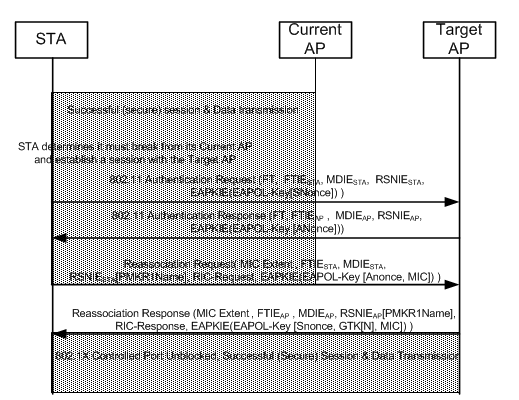 STA
Current
AP
Target
AP
Successful (secure) session & Data transmission
STA determines it must break from its Current AP
and establish a session with the Target AP
802.11 Authentication Request (FT, FTIESTA, MDIESTA, RSNIESTA,
EAPKIE(EAPOL-Key[SNonce]) )
802.11 Authentication Response (FT, FTIEAP , MDIEAP, RSNIEAP,
EAPKIE(EAPOL-Key [ANonce]))
Reassociation Request( MIC Extent , FTIESTA, MDIESTA,
RSNIESTA[PMKR1Name], RIC-Request, EAPKIE(EAPOL-Key [Anonce, MIC]) )
Reassociation Response (MIC Extent , FTIEAP , MDIEAP, RSNIEAP[PMKR1Name],
RIC-Response, EAPKIE(EAPOL-Key [Snonce, GTK[N], MIC]) )
802.1X Controlled Port Unblocked, Successful (Secure) Session & Data Transmission